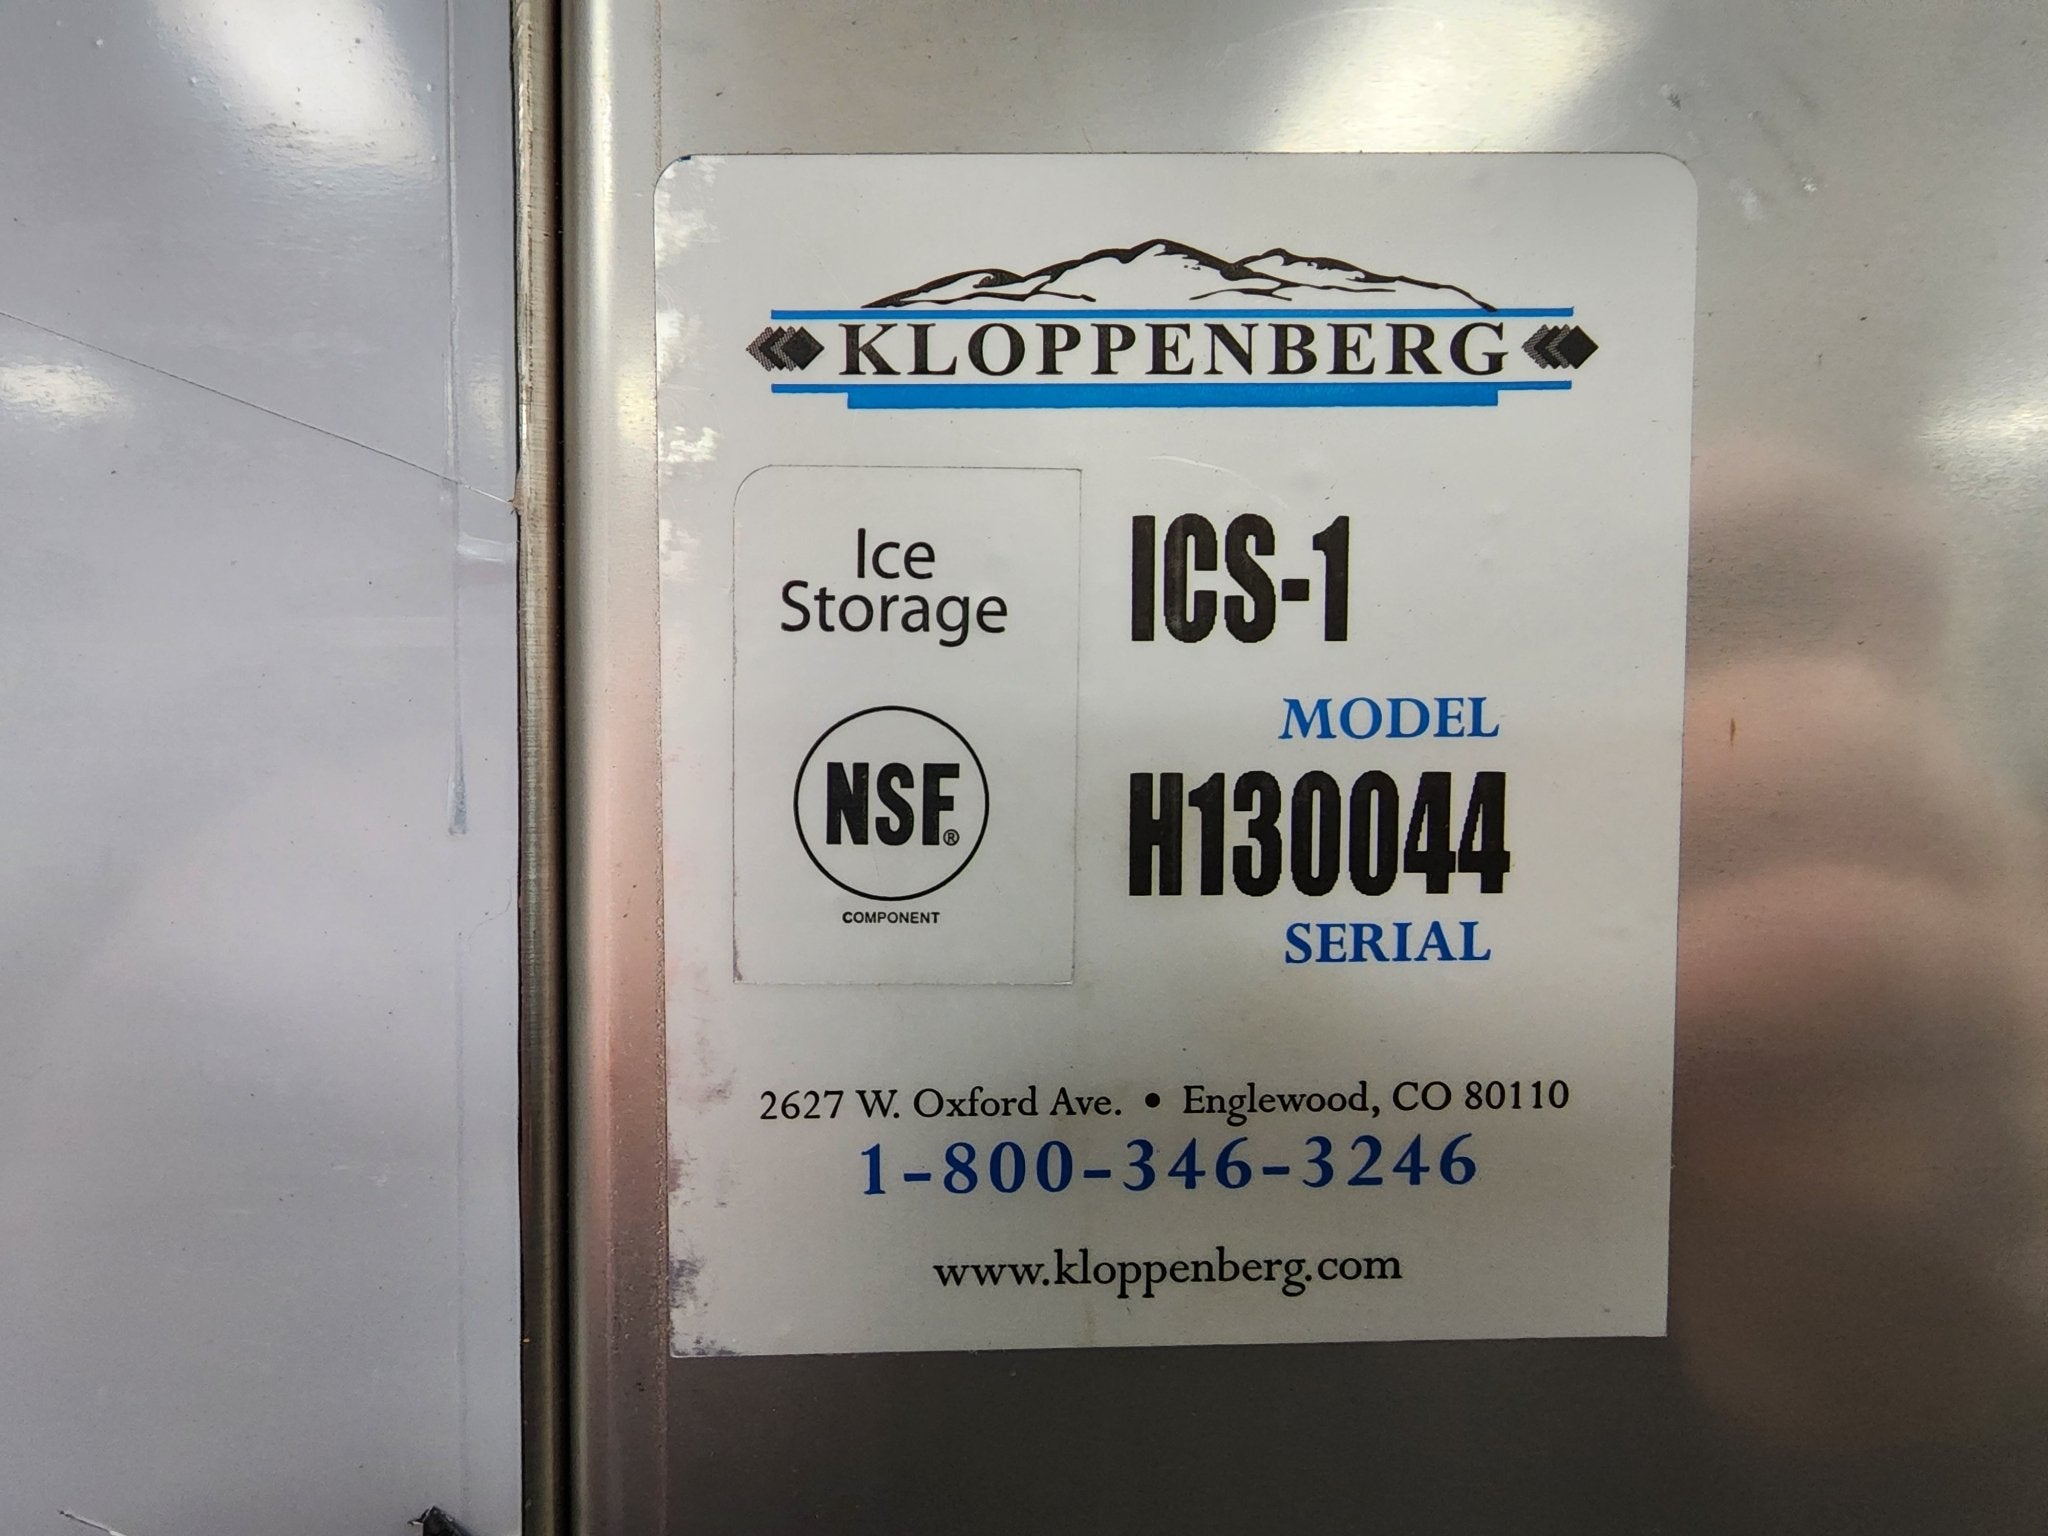 KLOPPENBERG
Ice
Storage
NSF®
COMPONENT
ICS-1
MODEL
H130044
SERIAL
2627 W. Oxford Ave. • Englewood, CO 80110
1-800-346-3246
www.kloppenberg.com